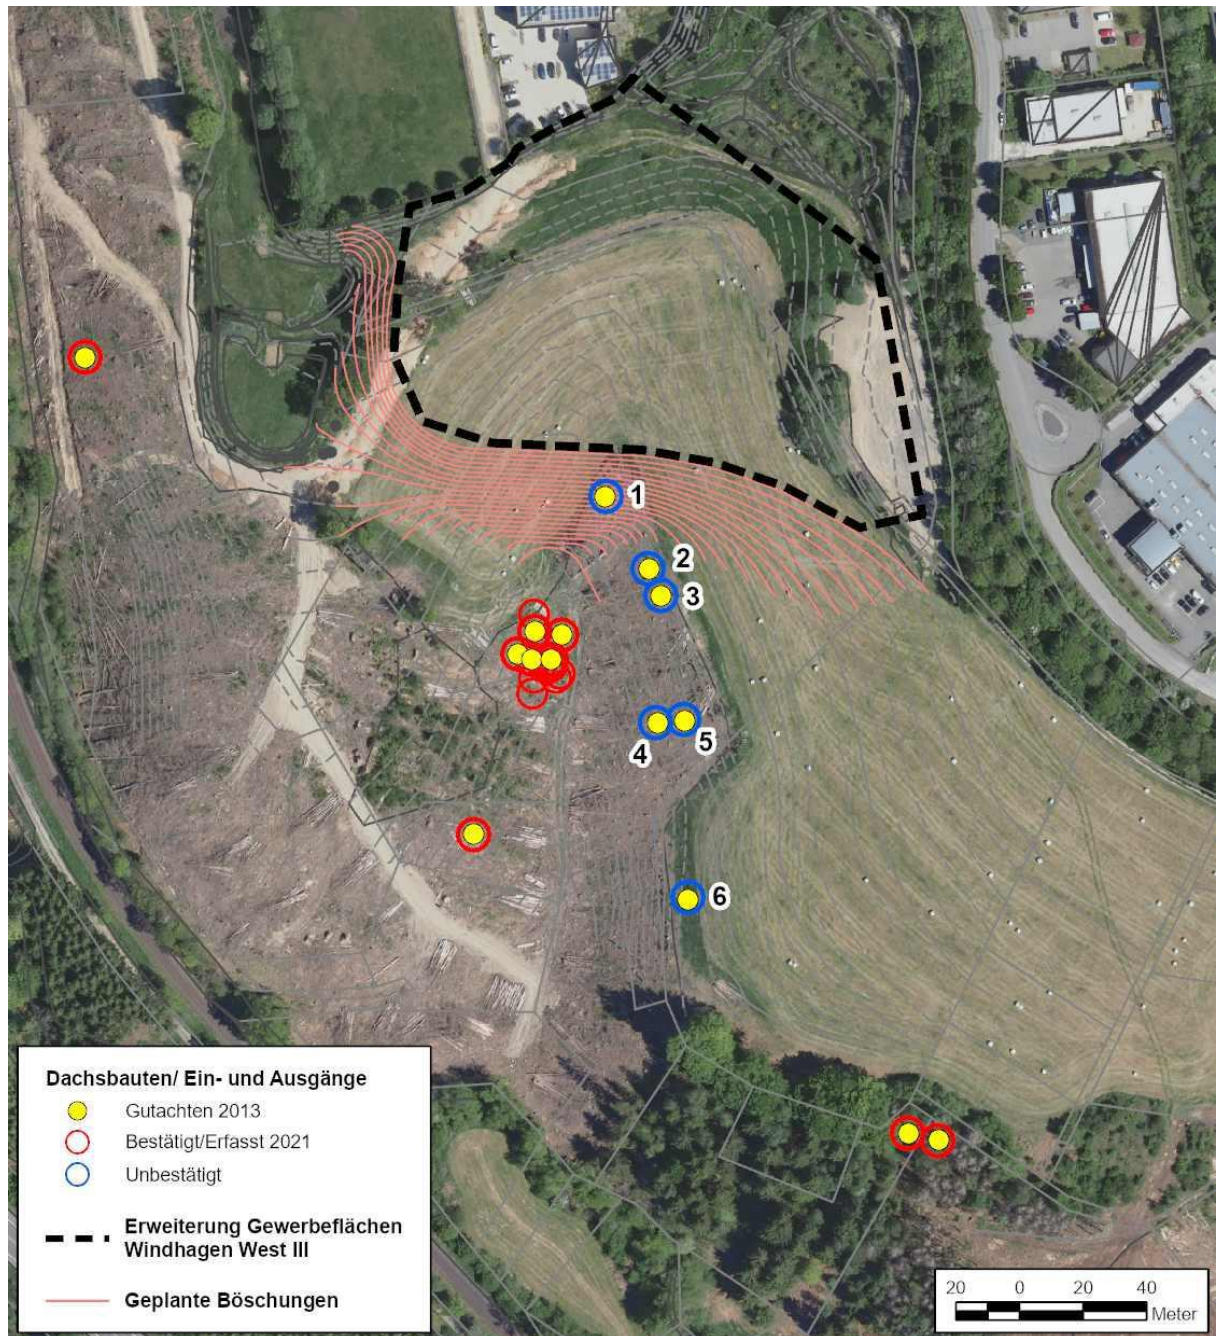 1
2
3
4
5
6
Dachsbauten/ Ein- und Ausgänge
Gutachten 2013
Bestätigt/Erfasst 2021
Unbestätigt
Erweiterung Gewerbeflächen
Windhagen West III
Geplante Böschungen
20 0 20 40
Meter